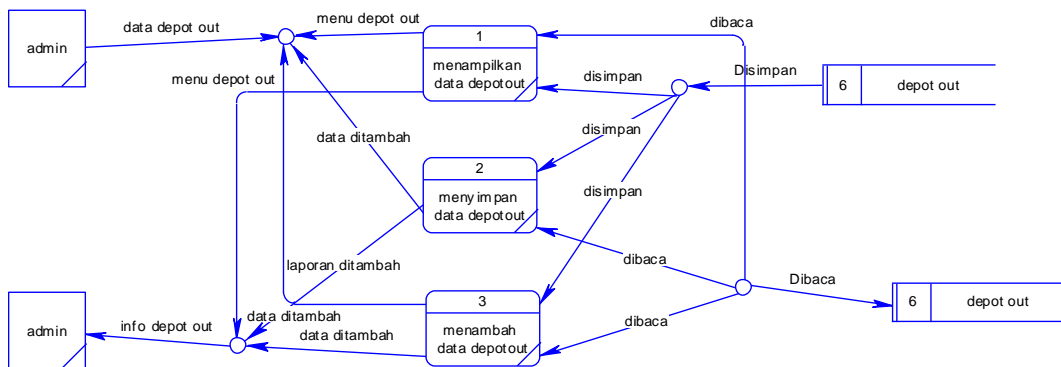 menu depot out
data depot out
dibaca
admin
1
menampilkan
data depotout
menu depot out
disimpan
Disimpan
6
depot out
data ditambah
disimpan
2
menyimpan
data depotout
disimpan
laporan ditambah
dibaca
Dibaca
6
depot out
3
menambah
data depotout
data ditambah
dibaca
admin
info depot out
data ditambah